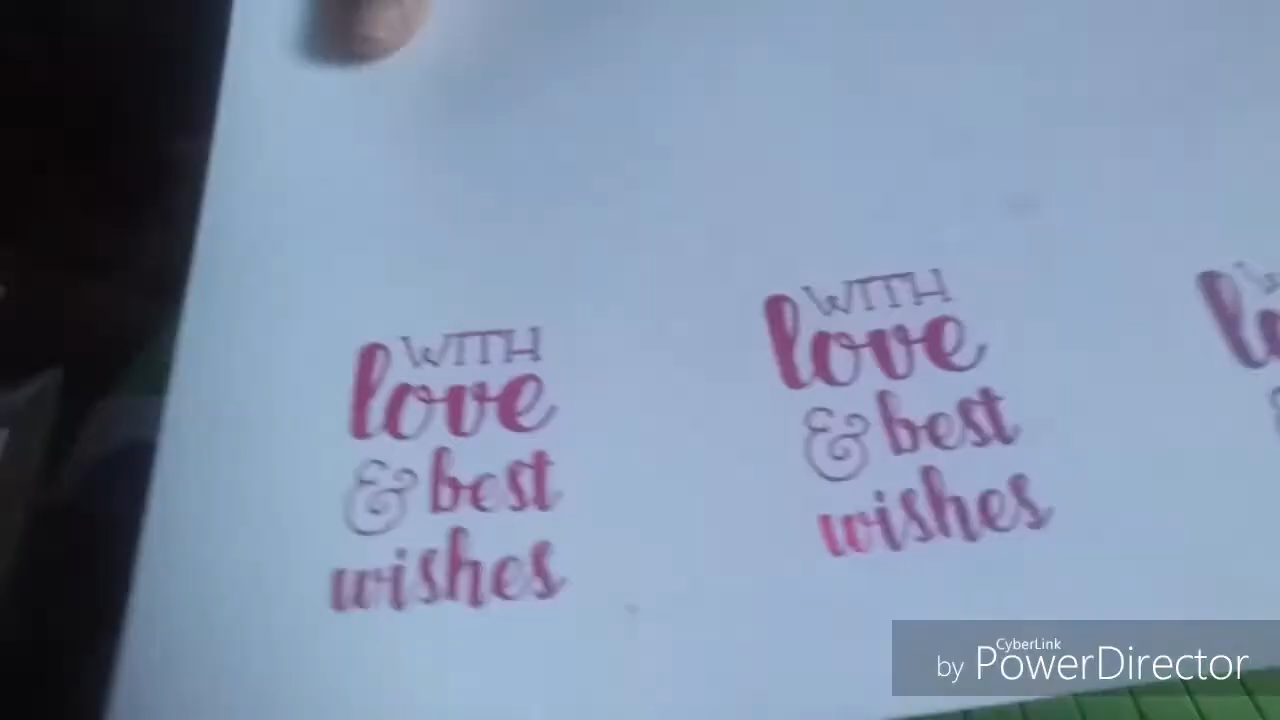 WITH
love
& best
wishes
WITH
love
& best
wishes
CyberLink
by PowerDirector